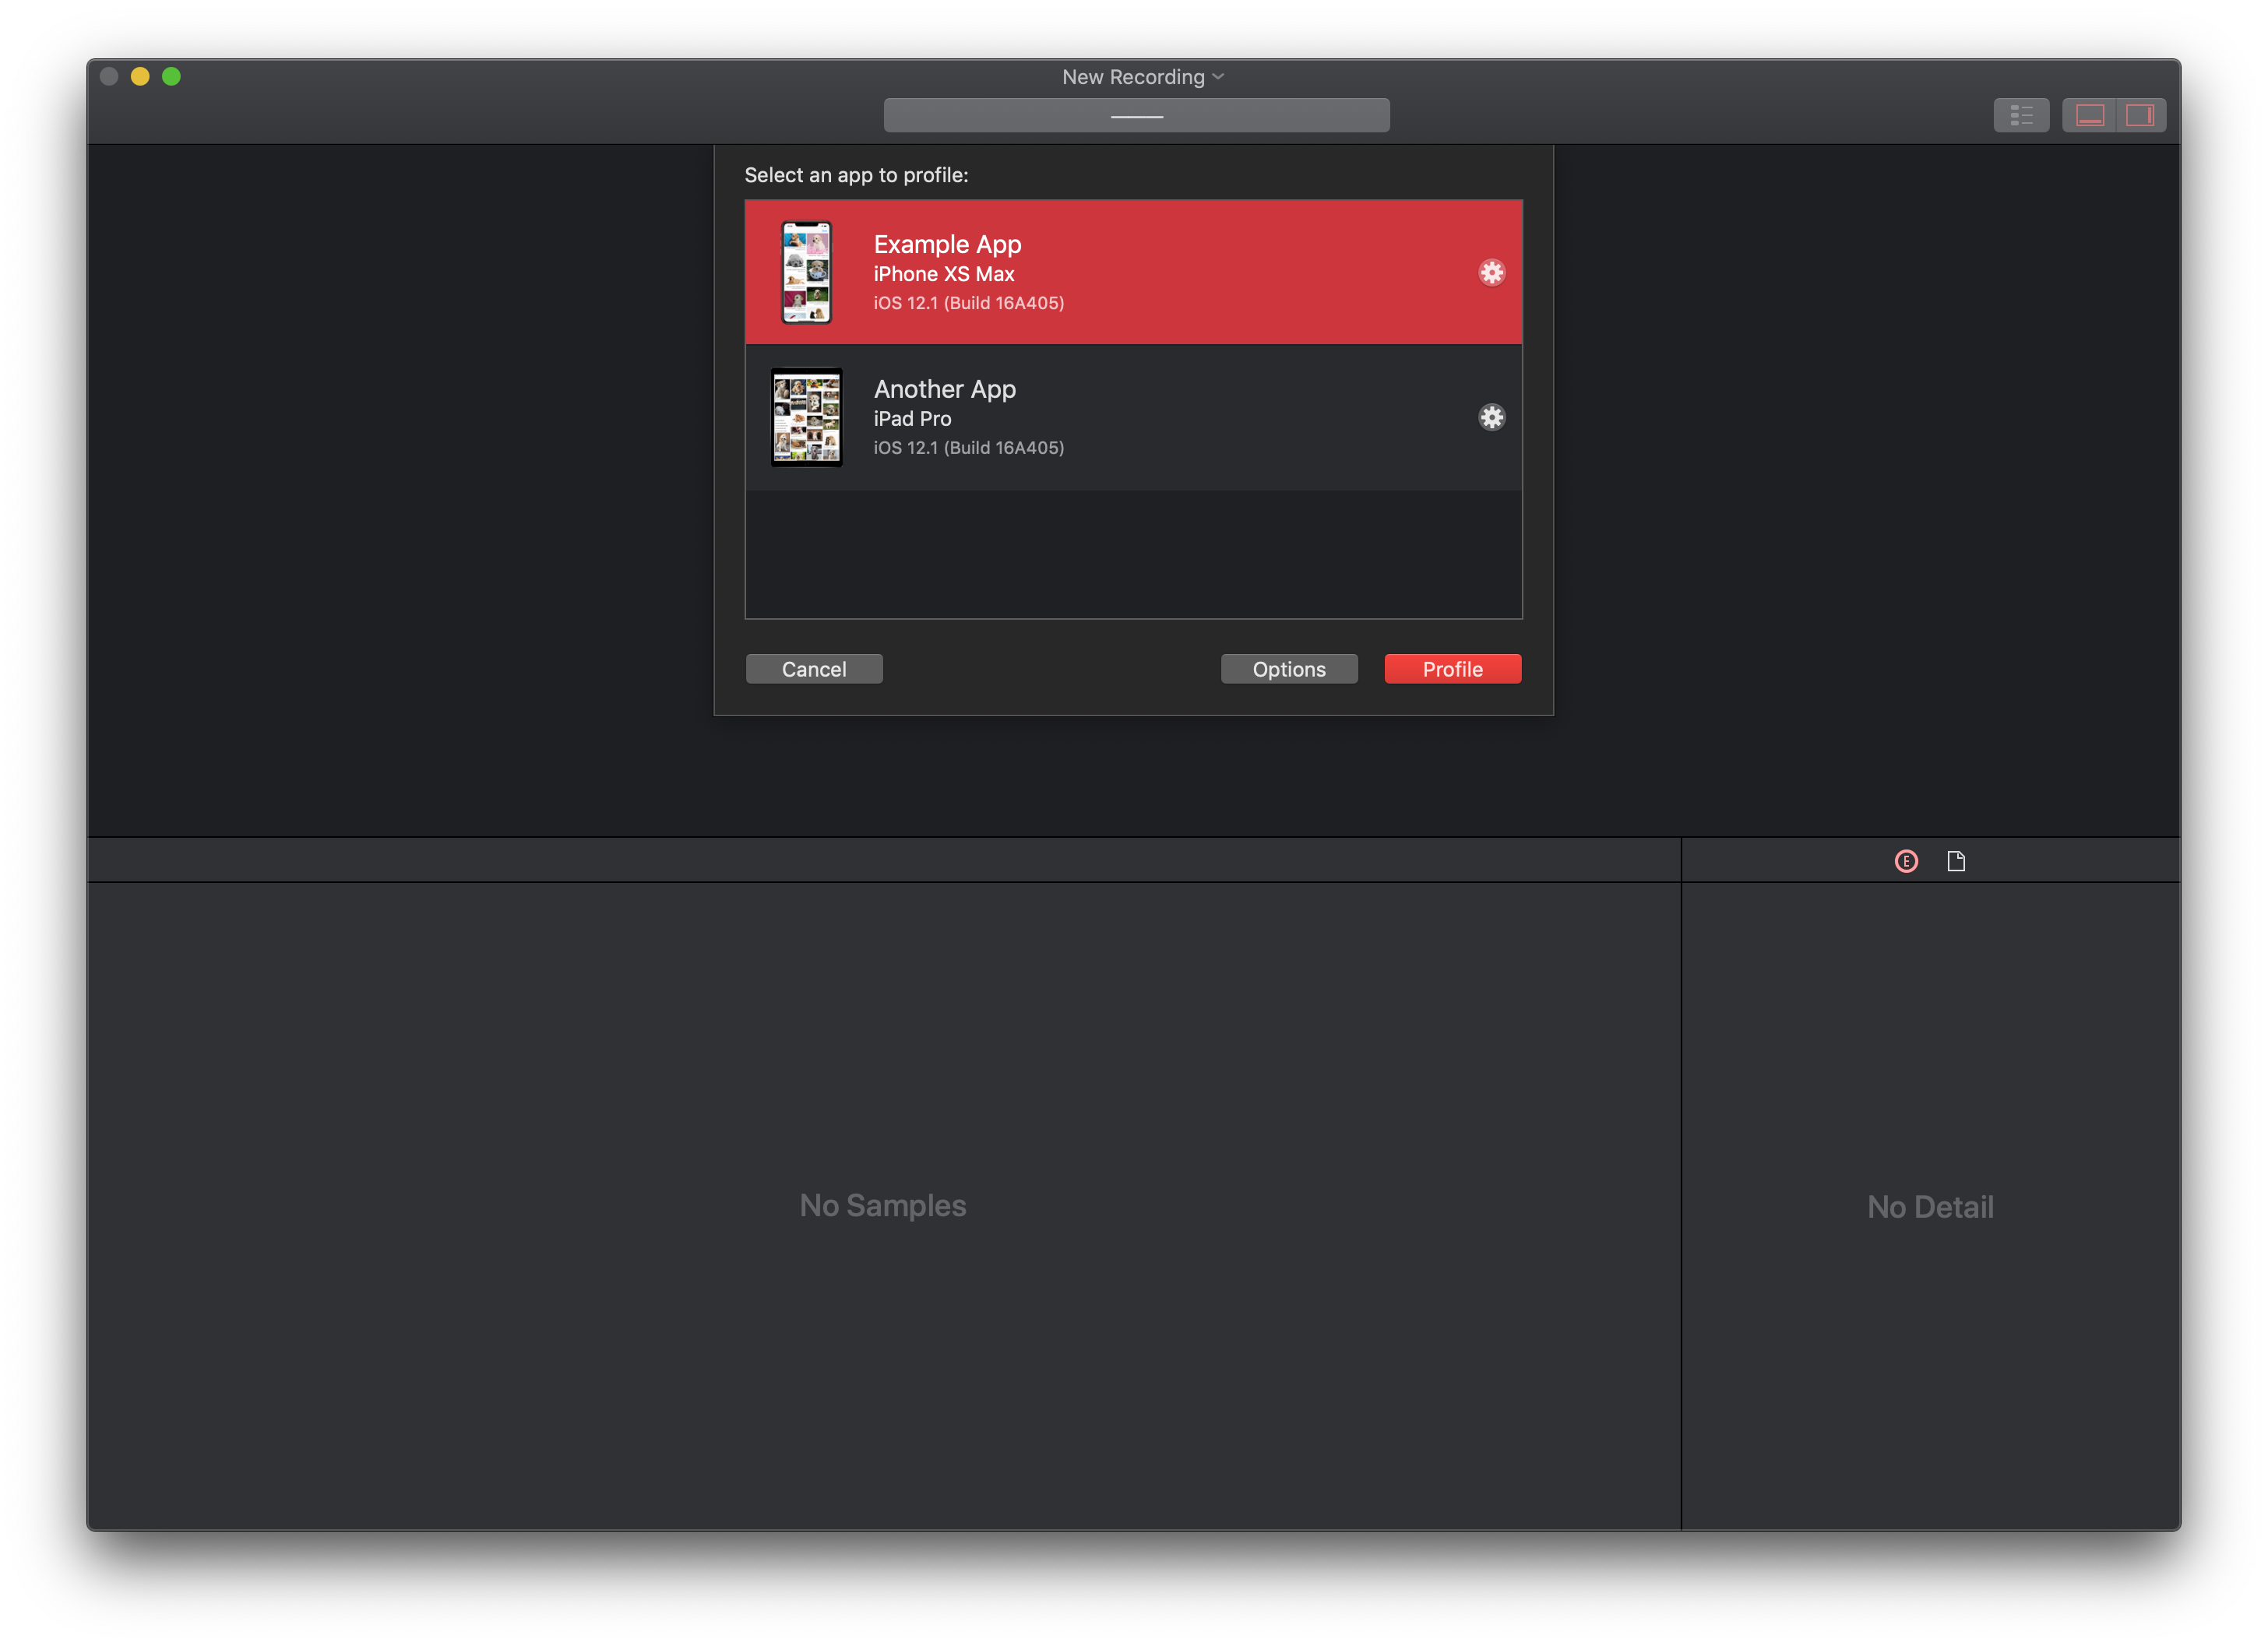 New Recording
Select an app to profile:
Example App
iPhone XS Max
iOS 12.1 (Build 16A405)
Another App
iPad Pro
iOS 12.1 (Build 16A405)
Cancel
Options
Profile
E
No Samples
No Detail